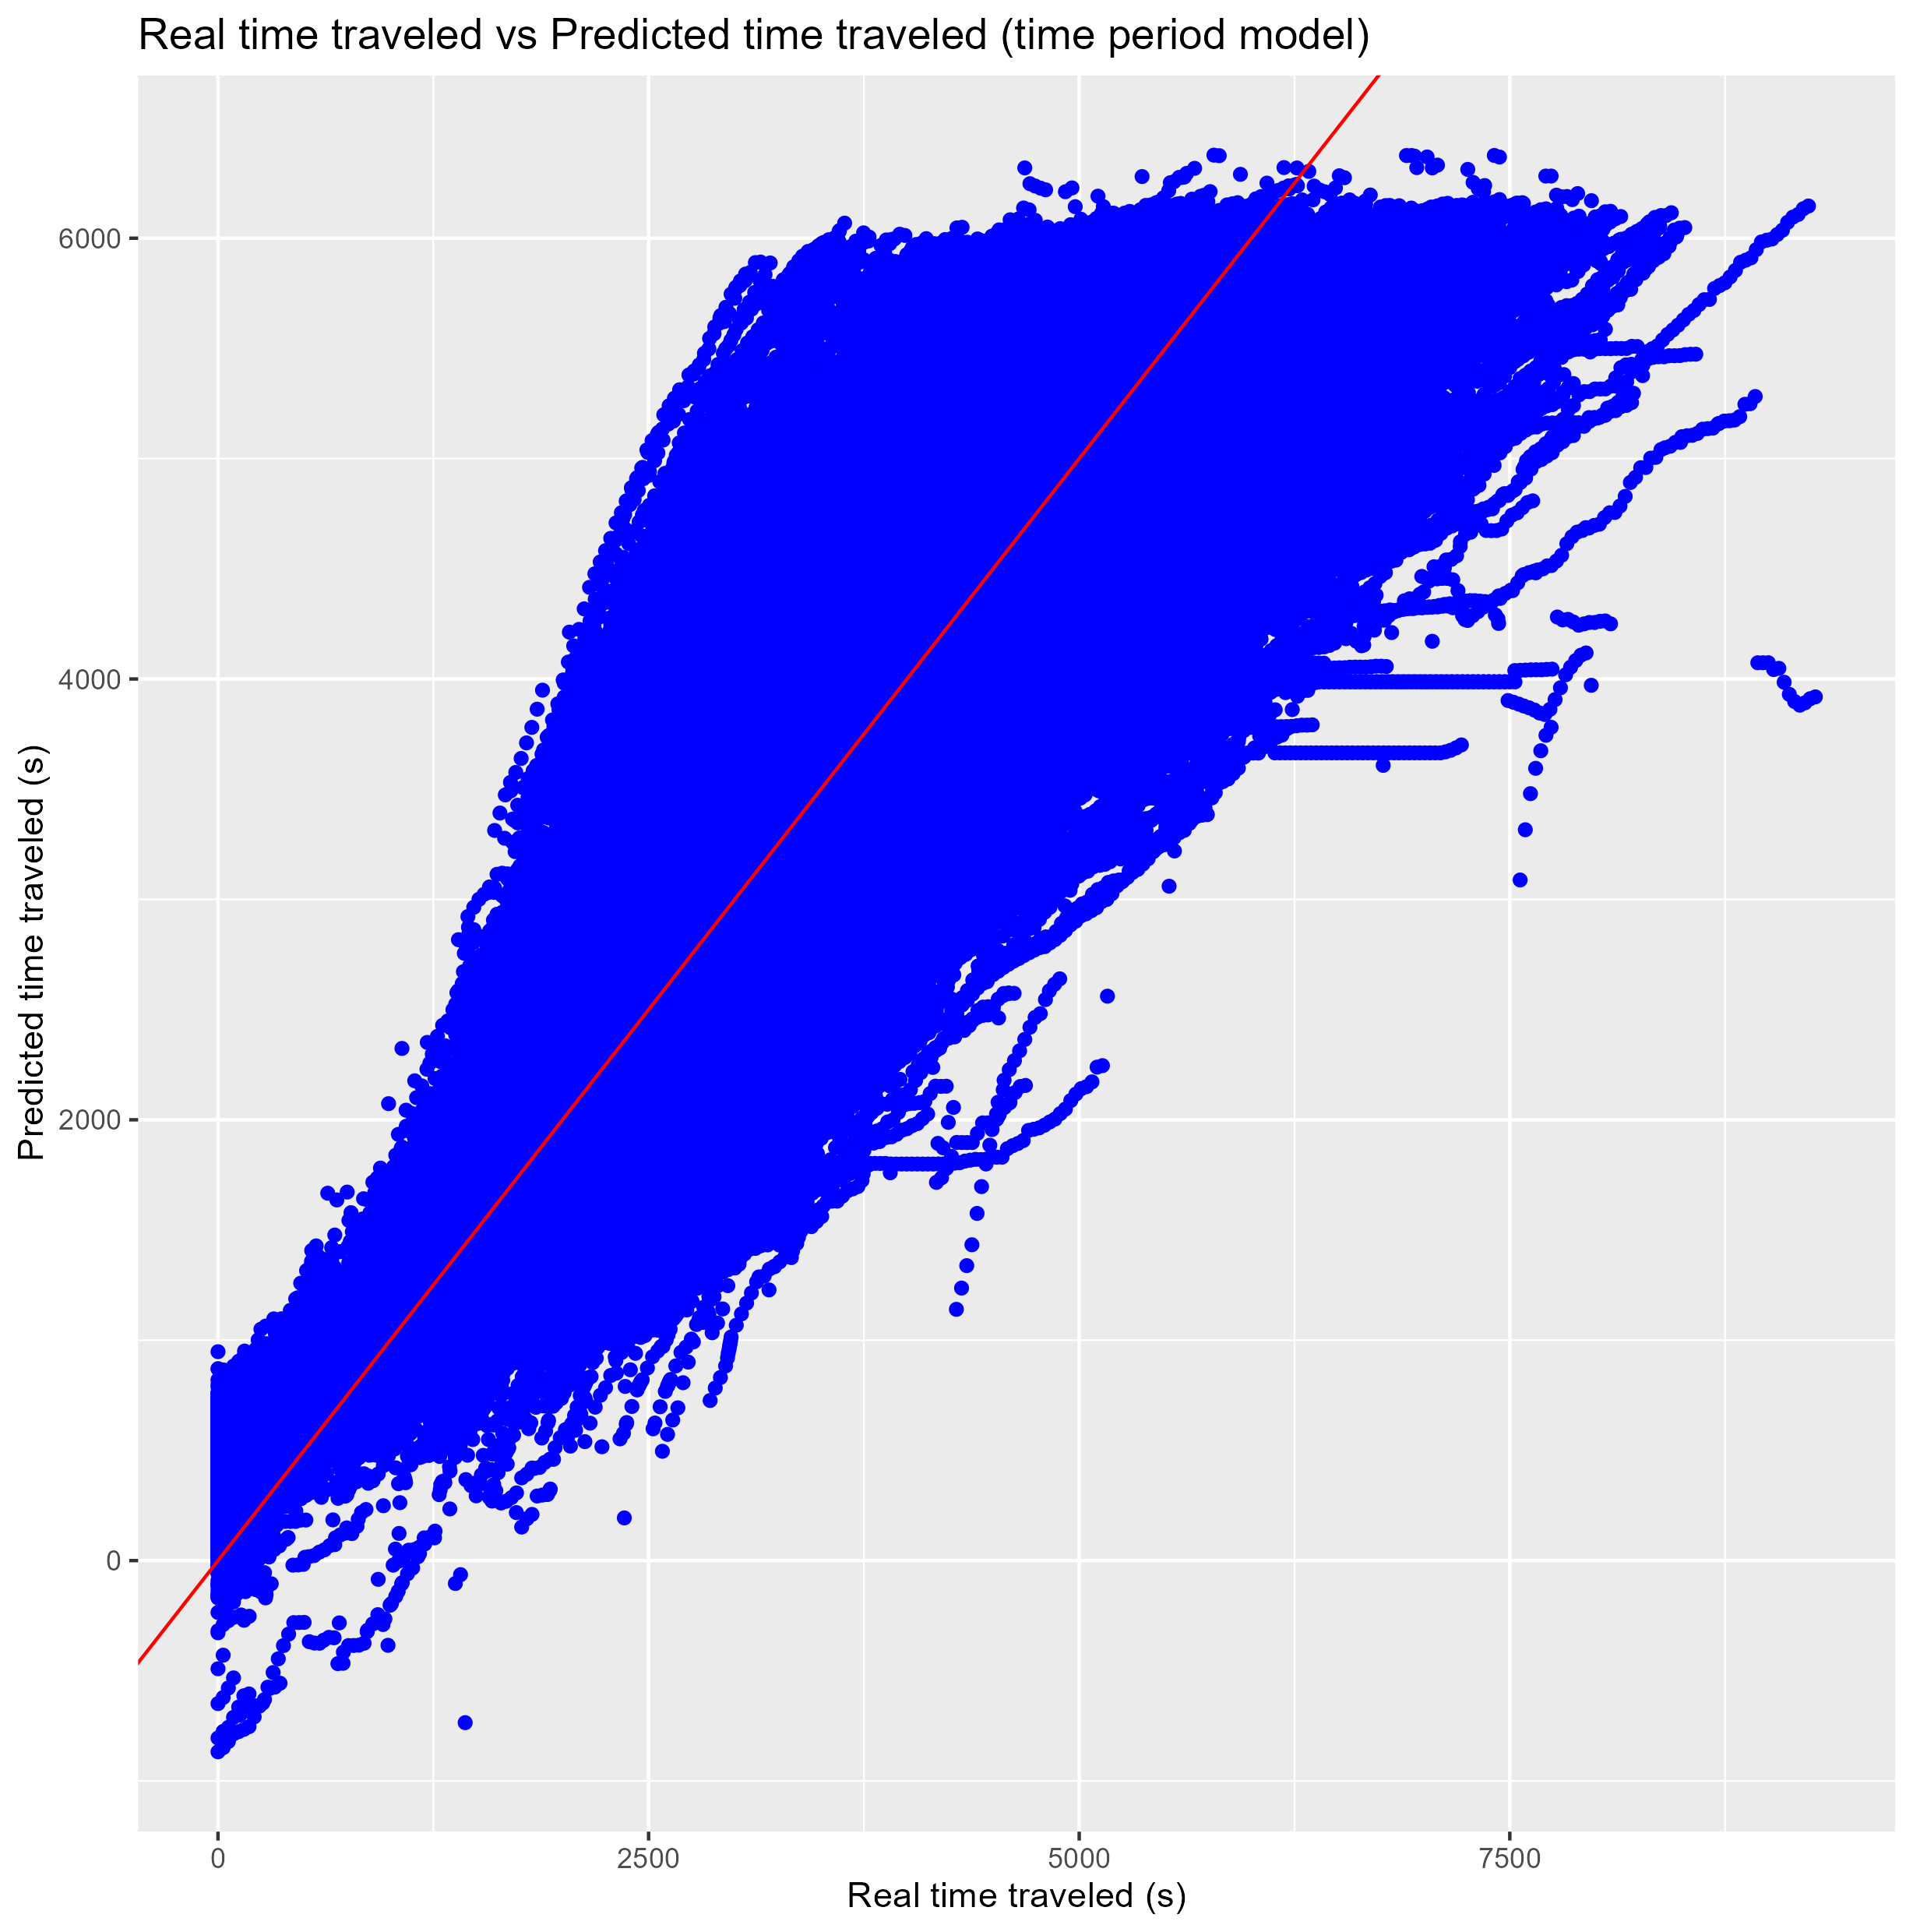 Real time traveled vs Predicted time traveled (time period model)
6000
4000
2000
0
Predicted time traveled (s)
0
2500
5000
7500
Real time traveled (s)